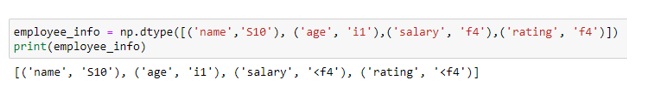 employee_info = np.dtype([('name','S10'), ('age', 'i1'),('salary', 'f4'),('rating', 'f4')])
print(employee_info)
[('name', 'S10'), ('age', 'i1'), ('salary', '<f4'), ('rating', '<f4')]